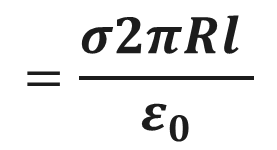 = σ2πRl / ε₀